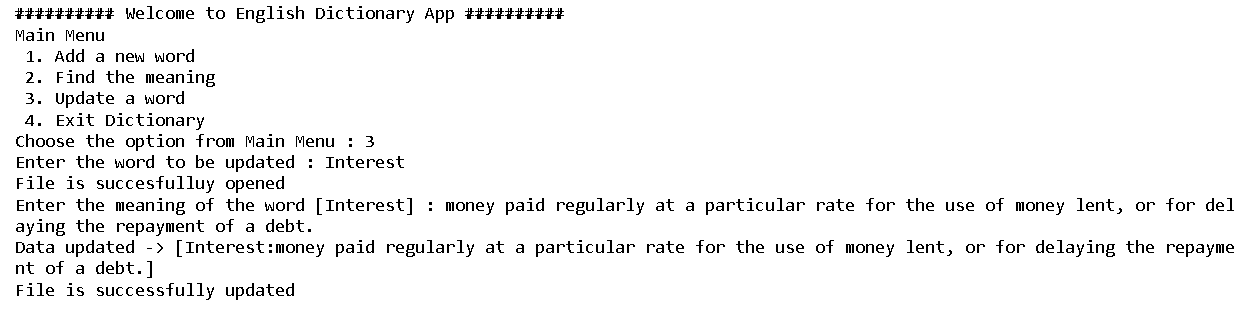 ########## Welcome to English Dictionary App ##########
Main Menu
1. Add a new word
2. Find the meaning
3. Update a word
4. Exit Dictionary
Choose the option from Main Menu : 3
Enter the word to be updated : Interest
File is succesfulluy opened
Enter the meaning of the word [Interest] : money paid regularly at a particular rate for the use of money lent, or for del
aying the repayment of a debt.
Data updated -> [Interest:money paid regularly at a particular rate for the use of money lent, or for delaying the repayme
nt of a debt.]
File is successfully updated